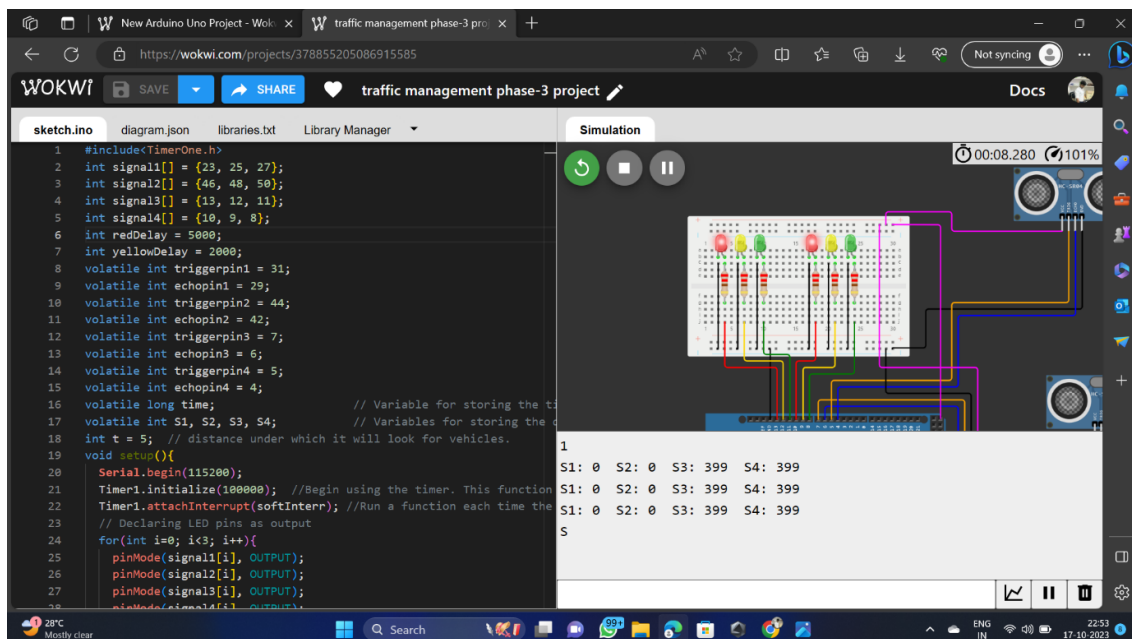 New Arduino Uno Project - Wok
traffic management phase-3 pro
https://wokwi.com/projects/378855205086915585
Not syncing
WOKWi
SAVE
SHARE
traffic management phase-3 project
Docs
sketch.ino diagram.json libraries.txt Library Manager
1 #include<TimerOne.h>
2 int signal1[] = {23, 25, 27};
3 int signal2[] = {46, 48, 50};
4 int signal3[] = {13, 12, 11};
5 int signal4[] = {10, 9, 8};
6 int redDelay = 5000;
7 int yellowDelay = 2000;
8 volatile int triggerpin1 = 31;
9 volatile int echopin1 = 29;
10 volatile int triggerpin2 = 44;
11 volatile int echopin2 = 42;
12 volatile int triggerpin3 = 7;
13 volatile int echopin3 = 6;
14 volatile int triggerpin4 = 5;
15 volatile int echopin4 = 4;
16 volatile long time; // Variable for storing the ti
17 volatile int S1, S2, S3, S4; // Variables for storing the d
18 int t = 5; // distance under which it will look for vehicles.
19 void setup(){
20 Serial.begin(115200);
21 Timer1.initialize(100000); //Begin using the timer. This function
22 Timer1.attachInterrupt(softInterr); //Run a function each time the
23 // Declaring LED pins as output
24 for(int i=0; i<3; i++){
25 pinMode(signal1[i], OUTPUT);
26 pinMode(signal2[i], OUTPUT);
27 pinMode(signal3[i], OUTPUT);
28 pinMode(signal4[i], OUTPUT);
Simulation
00:08.280 101%
1
S1: 0 S2: 0 S3: 399 S4: 399
S1: 0 S2: 0 S3: 399 S4: 399
S1: 0 S2: 0 S3: 399 S4: 399
S
1
28°C
Mostly clear
Search
99+
ENG
IN
22:53
17-10-2023